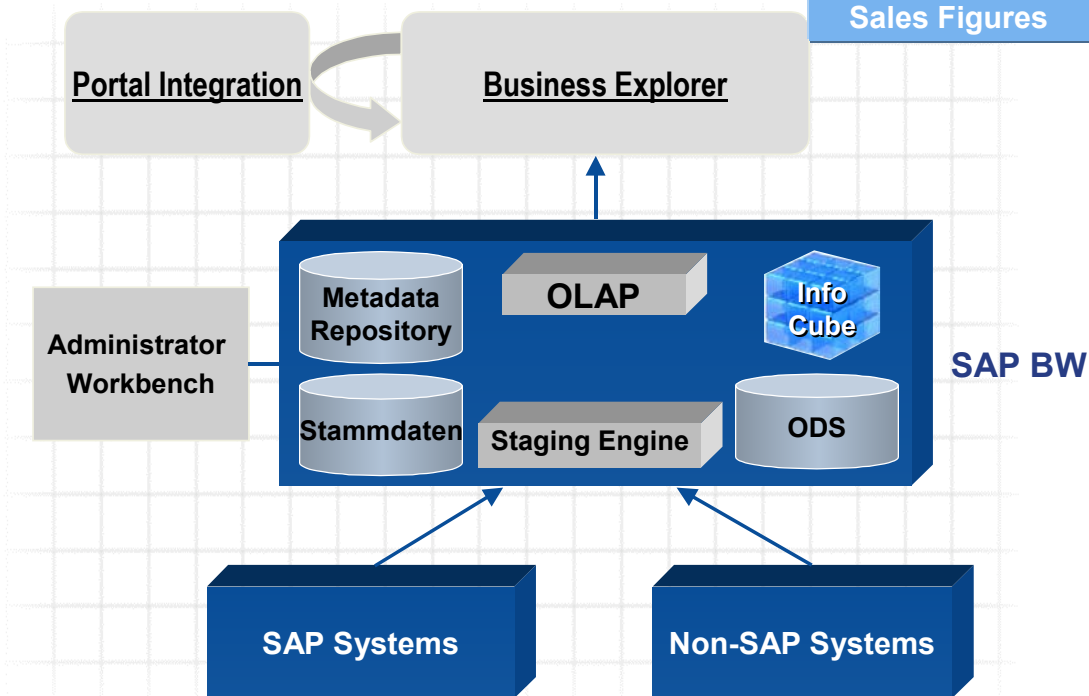 Sales Figures
Portal Integration
Business Explorer
Metadata
Repository
OLAP
Info
Cube
Administrator
Workbench
SAP BW
Stammdaten
Staging Engine
ODS
SAP Systems
Non-SAP Systems